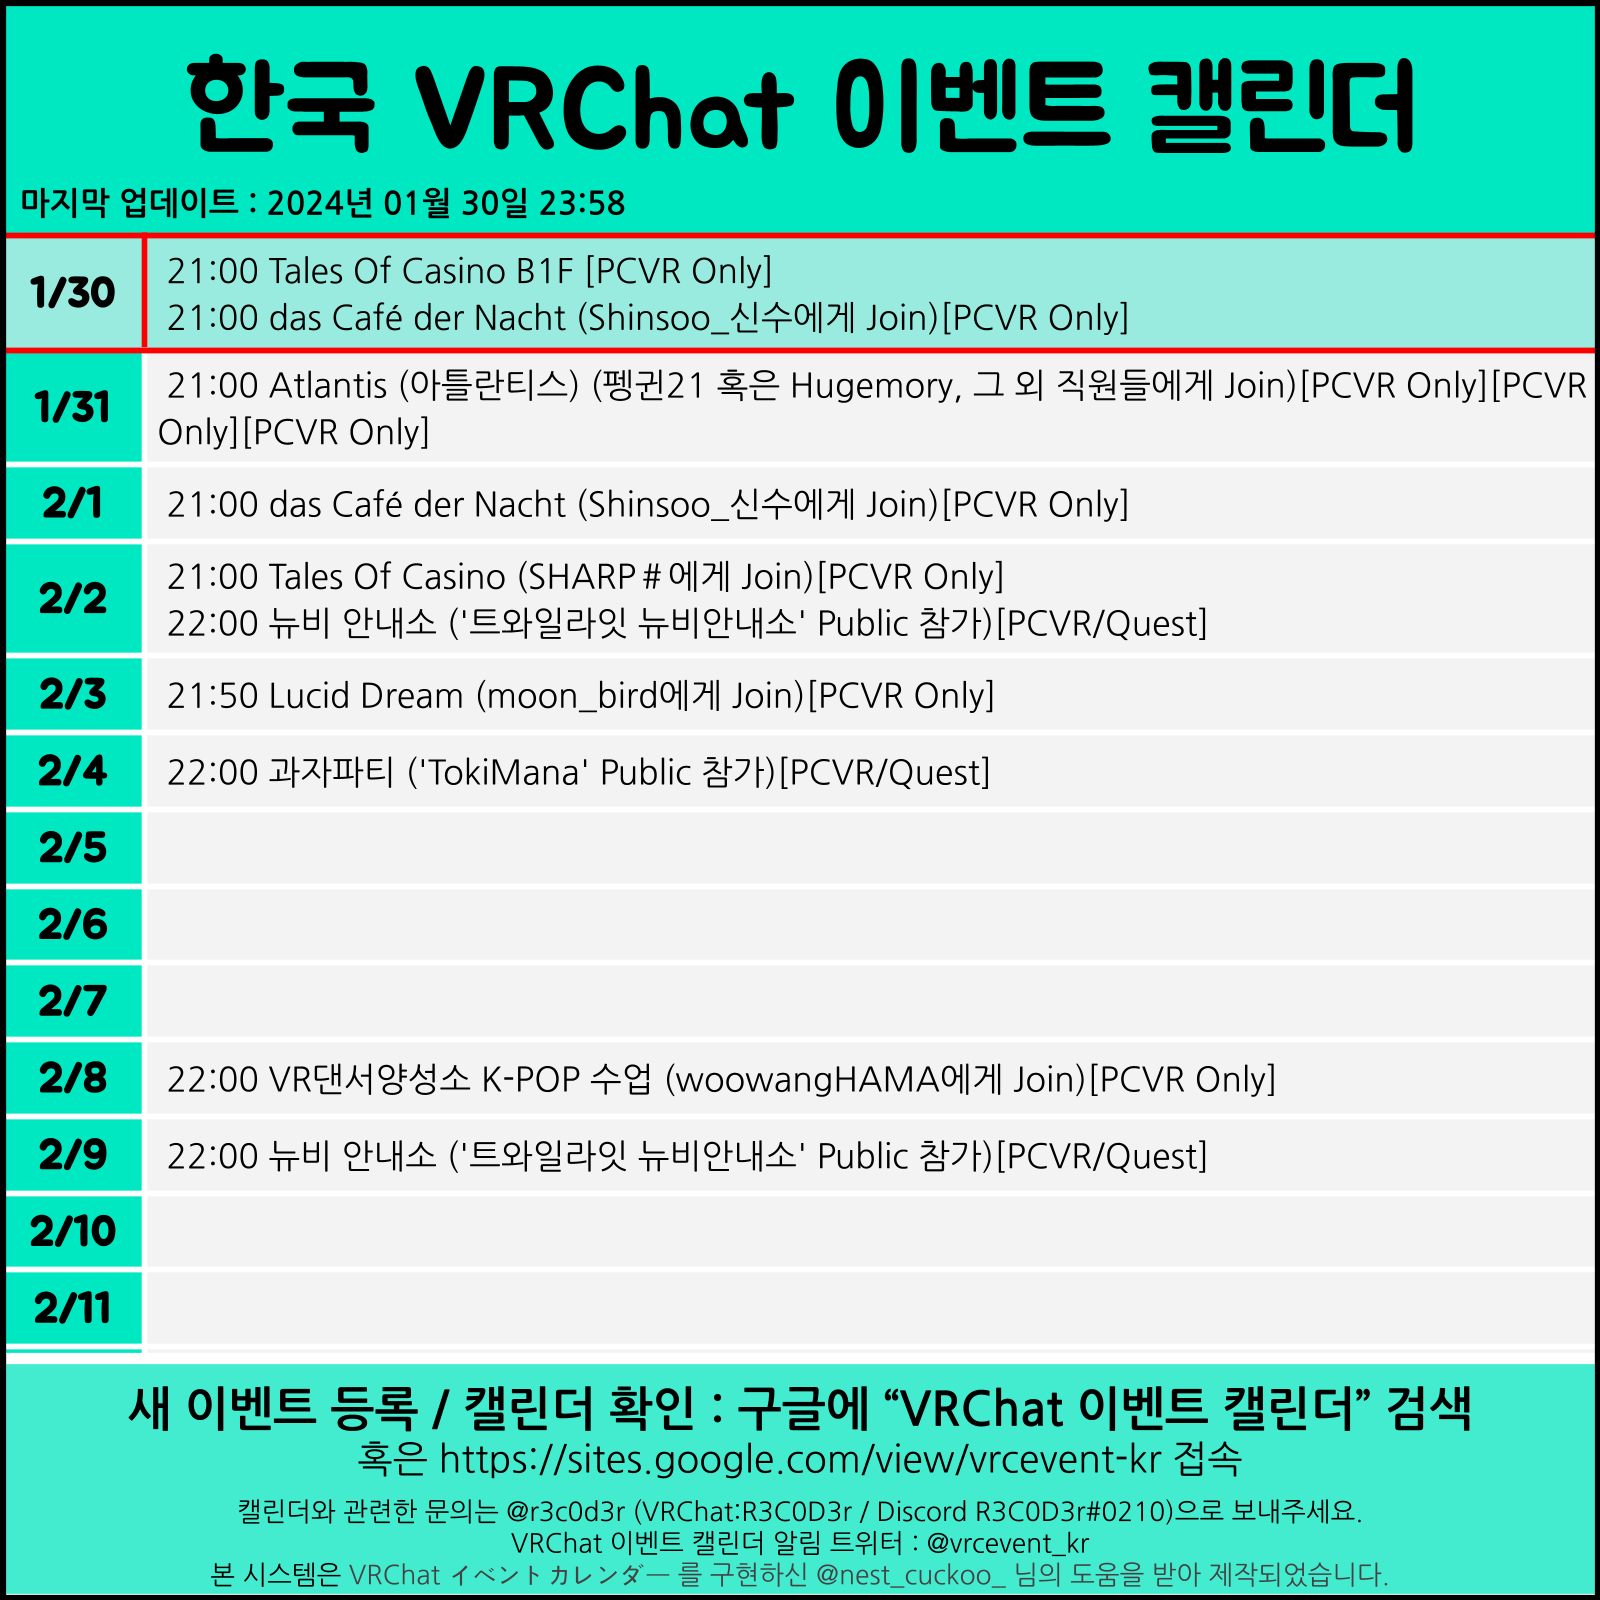 한국 VRChat 이벤트 캘린더
마지막 업데이트 : 2024년 01월 30일 23:58
1/30
21:00 Tales Of Casino B1F [PCVR Only]
21:00 das Café der Nacht (Shinsoo_신수에게 Join)[PCVR Only]
1/31
21:00 Atlantis (아틀란티스) (펭귄21 혹은 Hugemory, 그 외 직원들에게 Join)[PCVR Only][PCVR
Only][PCVR Only]
2/1
21:00 das Café der Nacht (Shinsoo_신수에게 Join)[PCVR Only]
2/2
21:00 Tales Of Casino (SHARP＃에게 Join)[PCVR Only]
22:00 뉴비 안내소 ('트와일라잇 뉴비안내소' Public 참가)[PCVR/Quest]
2/3
21:50 Lucid Dream (moon_bird에게 Join)[PCVR Only]
2/4
22:00 과자파티 ('TokiMana' Public 참가)[PCVR/Quest]
2/5
2/6
2/7
2/8
22:00 VR댄서양성소 K-POP 수업 (woowangHAMA에게 Join)[PCVR Only]
2/9
22:00 뉴비 안내소 ('트와일라잇 뉴비안내소' Public 참가)[PCVR/Quest]
2/10
2/11
새 이벤트 등록 / 캘린더 확인 : 구글에 “VRChat 이벤트 캘린더” 검색
혹은 https://sites.google.com/view/vrcevent-kr 접속
캘린더와 관련한 문의는 @r3c0d3r (VRChat:R3C0D3r / Discord R3C0D3r#0210)으로 보내주세요.
VRChat 이벤트 캘린더 알림 트위터 : @vrcevent_kr
본 시스템은 VRChat イベントカレンダー 를 구현하신 @nest_cuckoo_ 님의 도움을 받아 제작되었습니다.